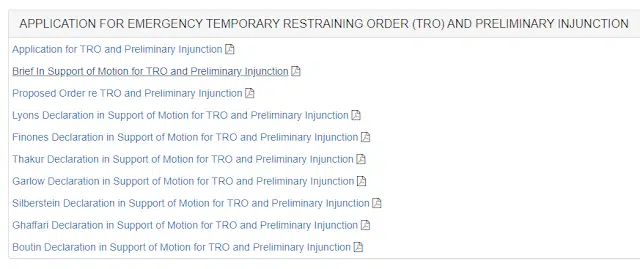 APPLICATION FOR EMERGENCY TEMPORARY RESTRAINING ORDER (TRO) AND PRELIMINARY INJUNCTION
Application for TRO and Preliminary Injunction
Brief In Support of Motion for TRO and Preliminary Injunction
Proposed Order re TRO and Preliminary Injunction
Lyons Declaration in Support of Motion for TRO and Preliminary Injunction
Finones Declaration in Support of Motion for TRO and Preliminary Injunction
Thakur Declaration in Support of Motion for TRO and Preliminary Injunction
Garlow Declaration in Support of Motion for TRO and Preliminary Injunction
Silberstein Declaration in Support of Motion for TRO and Preliminary Injunction
Ghaffari Declaration in Support of Motion for TRO and Preliminary Injunction
Boutin Declaration in Support of Motion for TRO and Preliminary Injunction